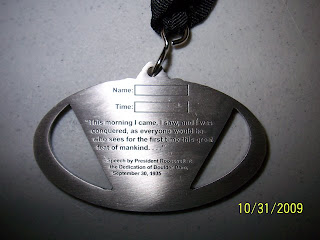 Name:
Time:
"This morning I came, I saw, and I was
conquered, as everyone would be
who sees for the first time this great
feat of mankind. . ."
Speech by President Roosevelt at
the Dedication of Boulder Dam,
September 30, 1935
10/31/2009